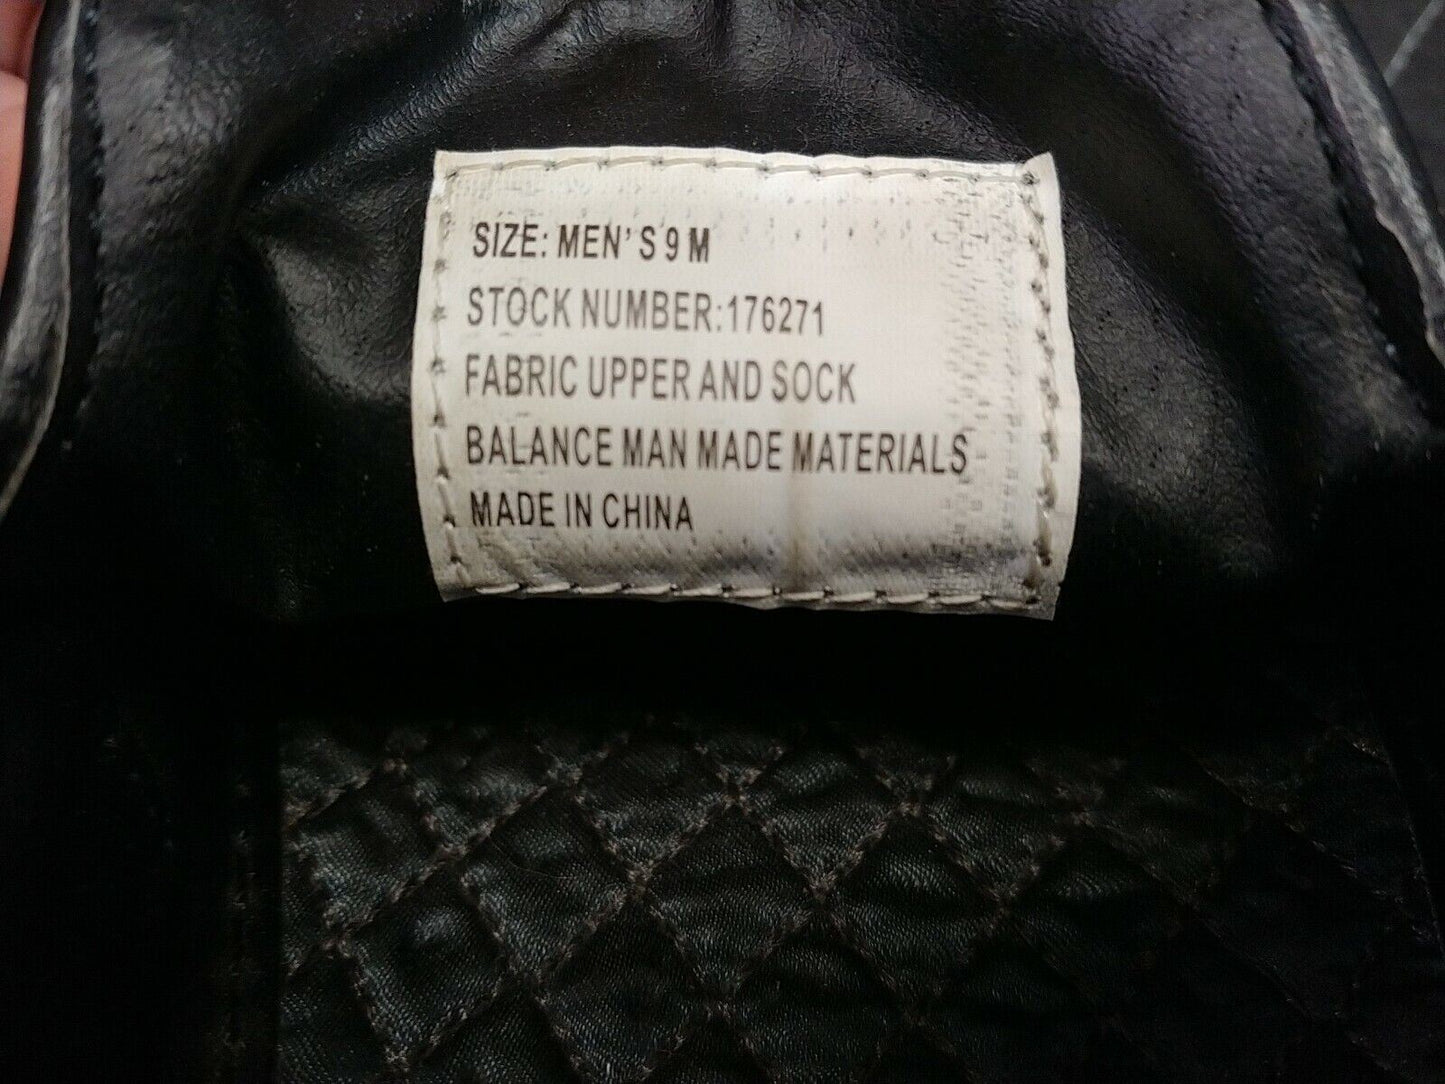 SIZE: MEN'S 9 M
STOCK NUMBER:176271
FABRIC UPPER AND SOCK
BALANCE MAN MADE MATERIALS
MADE IN CHINA